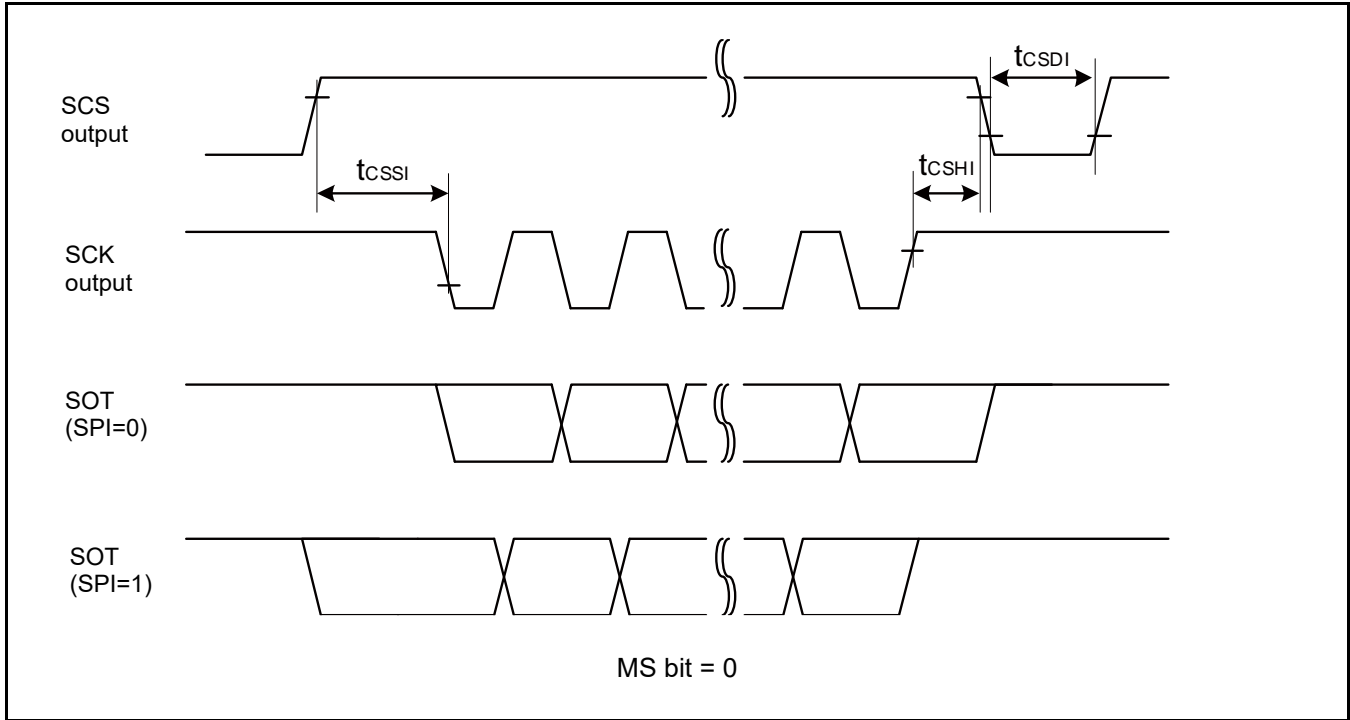 tCSDI
SCS
output
tCSSI
tCSHI
SCK
output
SOT
(SPI=0)
SOT
(SPI=1)
MS bit = 0